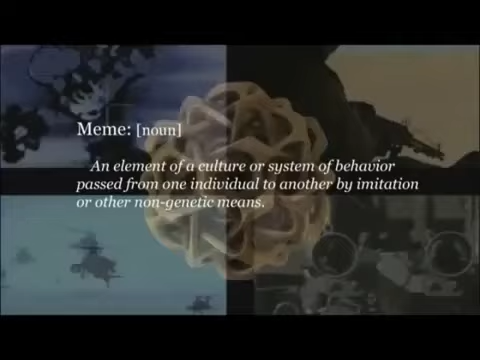 Meme: [noun]
An element of a culture or system of behavior
passed from one individual to another by imitation
or other non-genetic means.